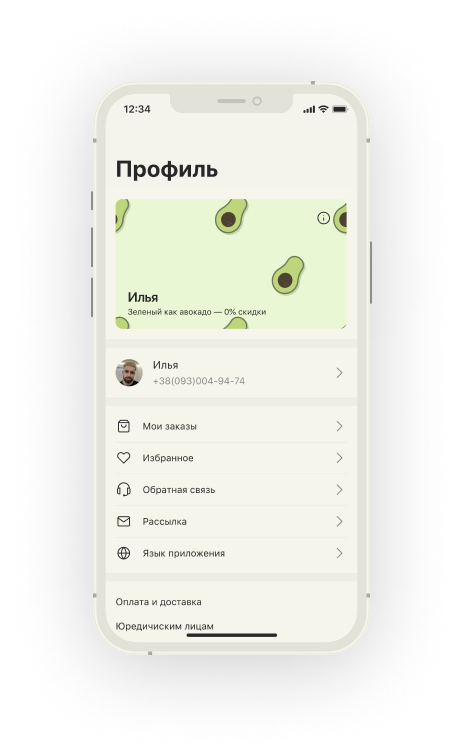 12:34
Профиль
Илья
Зеленый как авокадо — 0% скидки
Илья
+38(093)004-94-74
Мои заказы
Избранное
Обратная связь
Рассылка
Язык приложения
Оплата и доставка
Юредичиским лицам